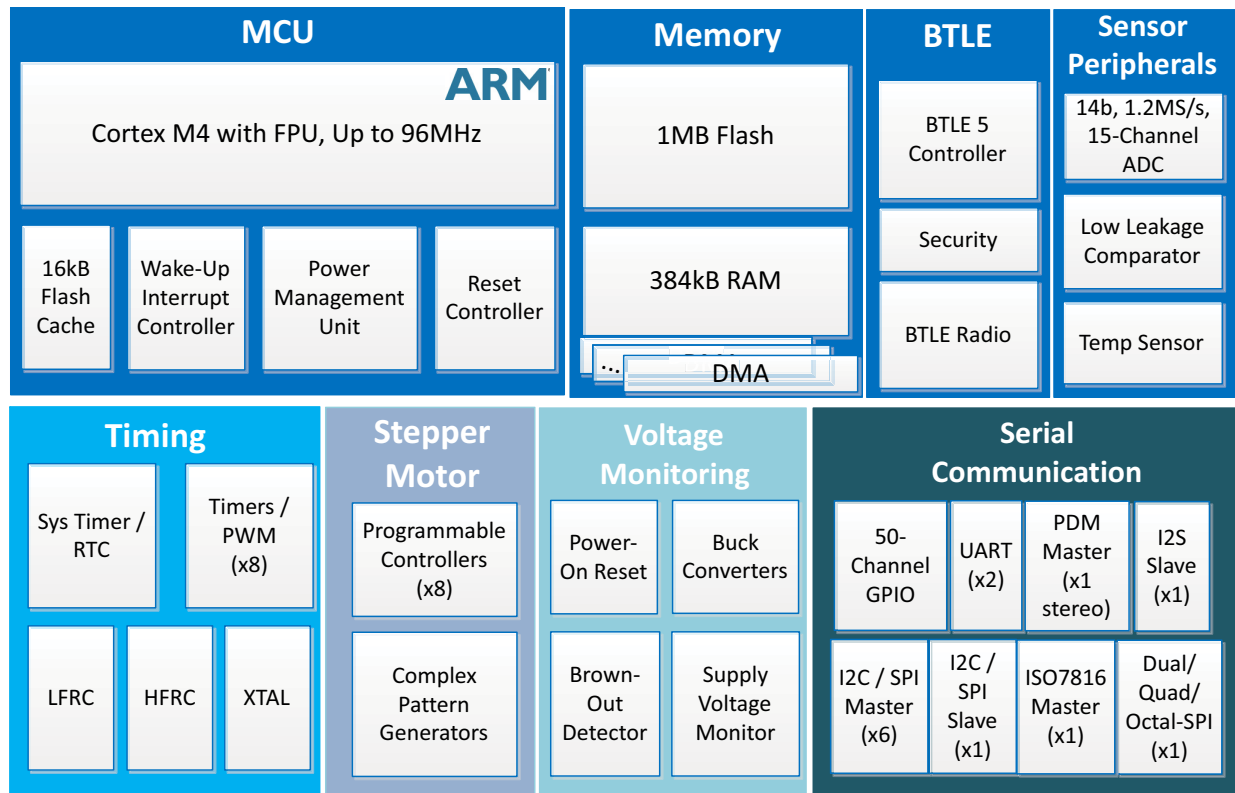 MCU
ARM
Cortex M4 with FPU, Up to 96MHz
16kB
Flash
Cache
Wake-Up
Interrupt
Controller
Power
Management
Unit
Reset
Controller
Memory
1MB Flash
384kB RAM
...
DMA
BTLE
BTLE 5
Controller
Security
BTLE Radio
Sensor
Peripherals
14b, 1.2MS/s,
15-Channel
ADC
Low Leakage
Comparator
Temp Sensor
Timing
Sys Timer /
RTC
Timers /
PWM
(x8)
LFRC
HFRC
XTAL
Stepper
Motor
Programmable
Controllers
(x8)
Complex
Pattern
Generators
Voltage
Monitoring
Power-
On Reset
Buck
Converters
Brown-
Out
Detector
Supply
Voltage
Monitor
Serial
Communication
50-
Channel
GPIO
UART
(x2)
PDM
Master
(x1
stereo)
I2S
Slave
(x1)
I2C / SPI
Master
(x6)
I2C /
SPI
Slave
(x1)
ISO7816
Master
(x1)
Dual/
Quad/
Octal-SPI
(x1)